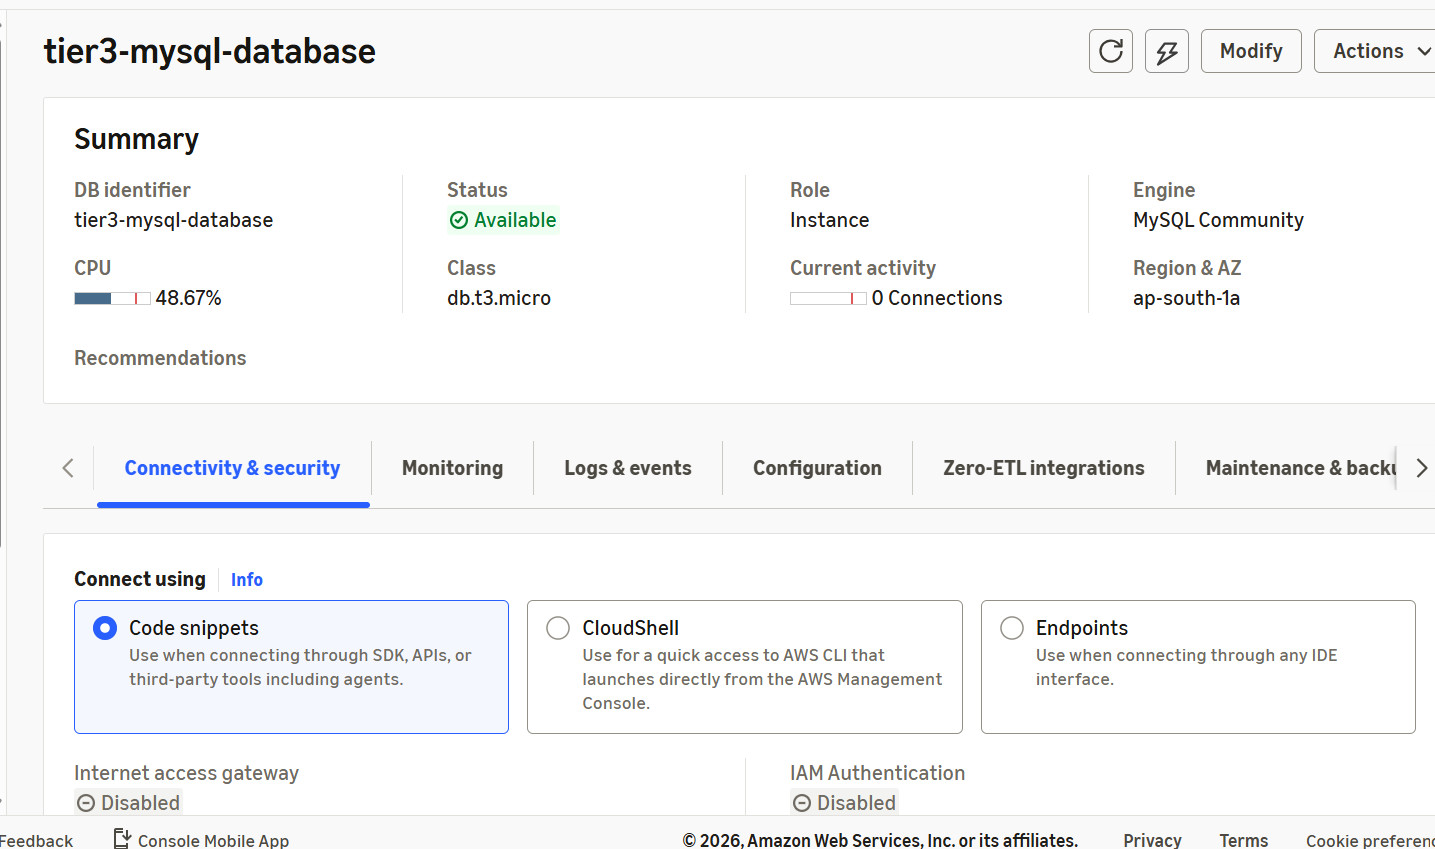 tier3-mysql-database
Modify
Actions
Summary
DB identifier
tier3-mysql-database
Status
Available
Role
Instance
Engine
MySQL Community
CPU
48.67%
Class
db.t3.micro
Current activity
0 Connections
Region & AZ
ap-south-1a
Recommendations
Connectivity & security
Monitoring
Logs & events
Configuration
Zero-ETL integrations
Maintenance & backu
Connect using
Info
Code snippets
Use when connecting through SDK, APIs, or
third-party tools including agents.
CloudShell
Use for a quick access to AWS CLI that
launches directly from the AWS Management
Console.
Endpoints
Use when connecting through any IDE
interface.
Internet access gateway
Disabled
IAM Authentication
Disabled
Feedback
Console Mobile App
© 2026, Amazon Web Services, Inc. or its affiliates.
Privacy
Terms
Cookie preferenc